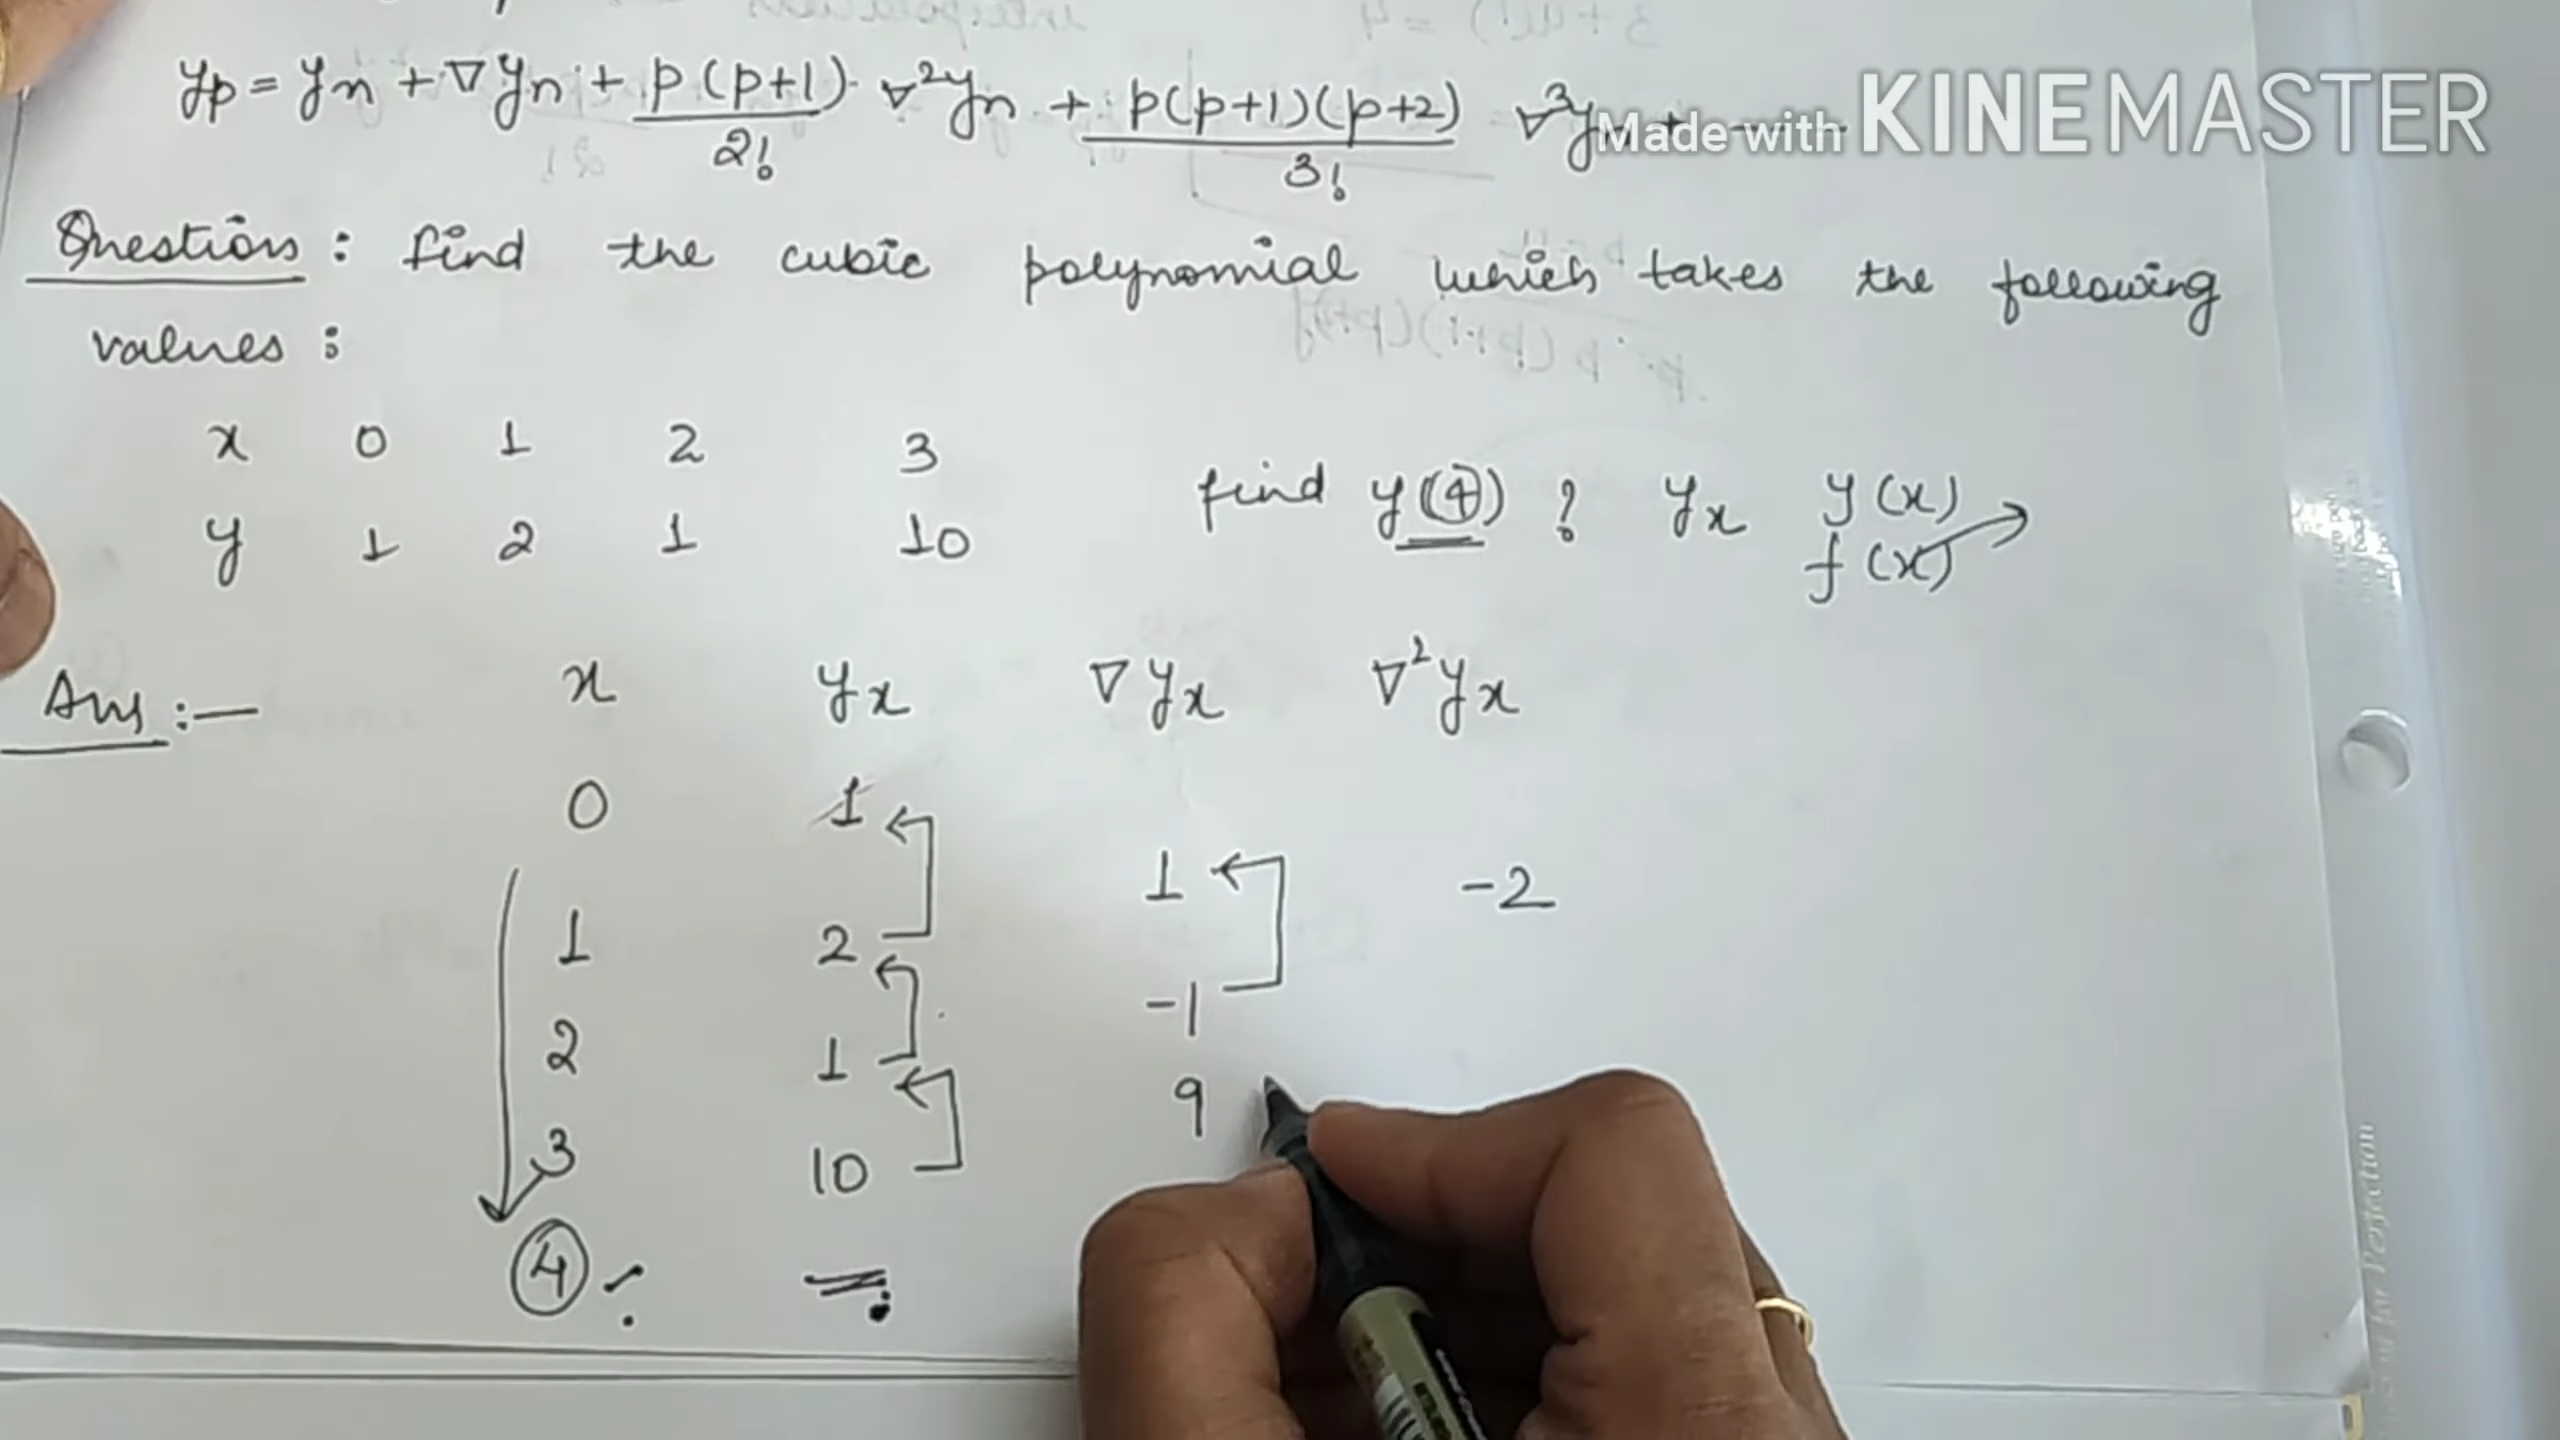 yp = yn + ∇yn + p(p+1)/2! ∇²yn + p(p+1)(p+2)/3! ∇³yn + ----
Made with KINEMASTER
Question : find the cubic polynomial which takes the following
values :
x 0 1 2 3
y 1 2 1 10
find y(4) ? yx y(x)
f(x)
Ans :— x yx ∇yx ∇²yx
0 1
1 -2
1 2
-1
2 1
9
3 10
4